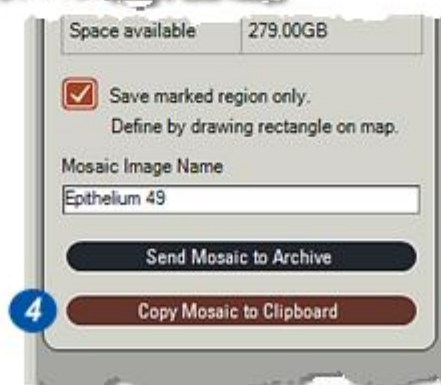 Space available 279.00GB
Save marked region only.
Define by drawing rectangle on map.
Mosaic Image Name
Epithelium 49
Send Mosaic to Archive
4 Copy Mosaic to Clipboard